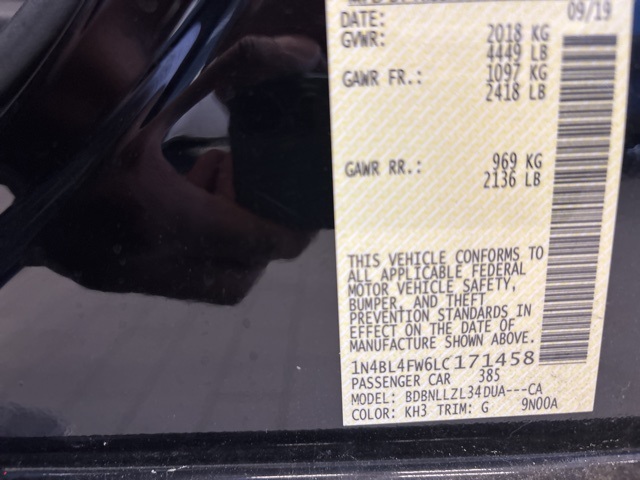 DATE: 09/19
GVWR: 2018 KG
4449 LB
GAWR FR.: 1097 KG
2418 LB
GAWR RR.: 969 KG
2136 LB
THIS VEHICLE CONFORMS TO
ALL APPLICABLE FEDERAL
MOTOR VEHICLE SAFETY,
BUMPER, AND THEFT
PREVENTION STANDARDS IN
EFFECT ON THE DATE OF
MANUFACTURE SHOWN ABOVE.
1N4BL4FW6LC171458
PASSENGER CAR 385
MODEL: BDBNLLZL34DUA---CA
COLOR: KH3 TRIM: G 9N00A